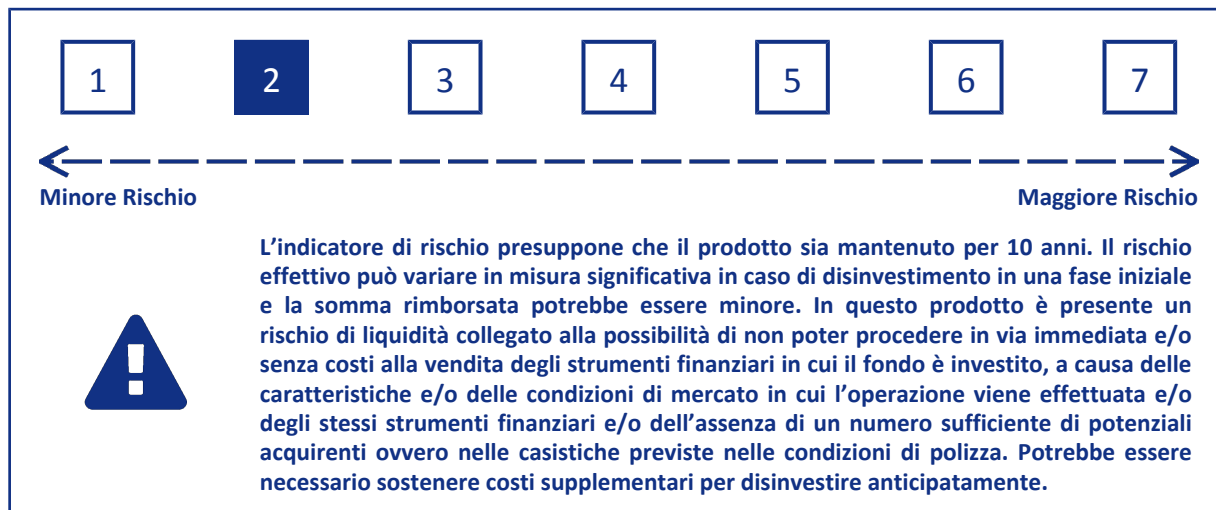 1 2 3 4 5 6 7
Minore Rischio Maggiore Rischio
L’indicatore di rischio presuppone che il prodotto sia mantenuto per 10 anni. Il rischio
effettivo può variare in misura significativa in caso di disinvestimento in una fase iniziale
e la somma rimborsata potrebbe essere minore. In questo prodotto è presente un
rischio di liquidità collegato alla possibilità di non poter procedere in via immediata e/o
senza costi alla vendita degli strumenti finanziari in cui il fondo è investito, a causa delle
caratteristiche e/o delle condizioni di mercato in cui l’operazione viene effettuata e/o
degli stessi strumenti finanziari e/o dell’assenza di un numero sufficiente di potenziali
acquirenti ovvero nelle casistiche previste nelle condizioni di polizza. Potrebbe essere
necessario sostenere costi supplementari per disinvestire anticipatamente.